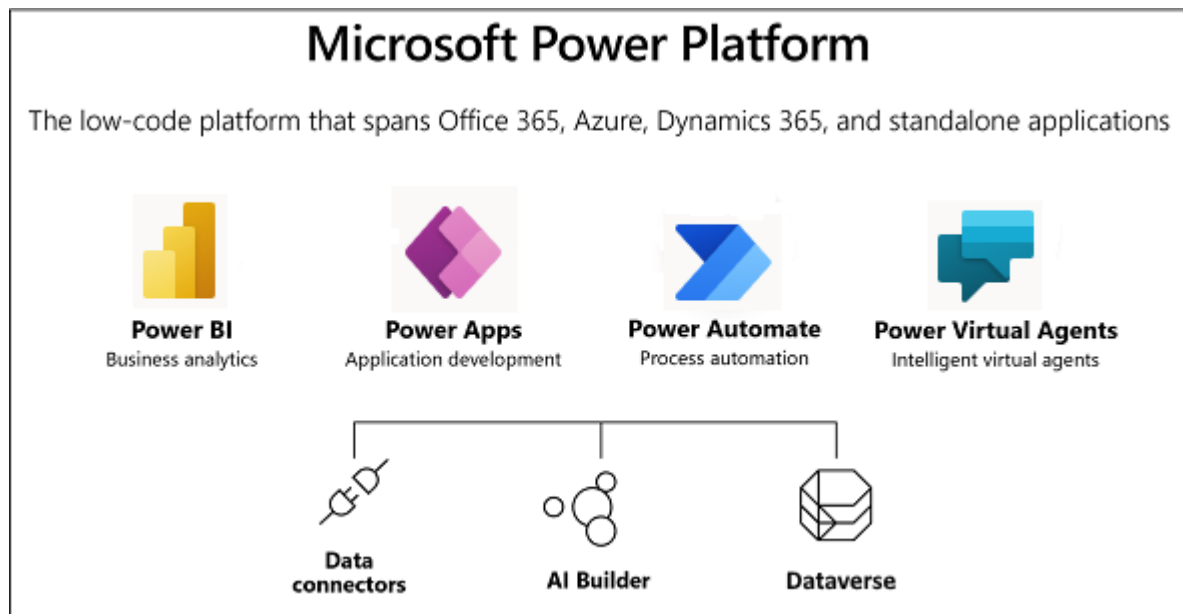 Microsoft Power Platform
The low-code platform that spans Office 365, Azure, Dynamics 365, and standalone applications
Power BI
Business analytics
Power Apps
Application development
Power Automate
Process automation
Power Virtual Agents
Intelligent virtual agents
Data
connectors
AI Builder
Dataverse